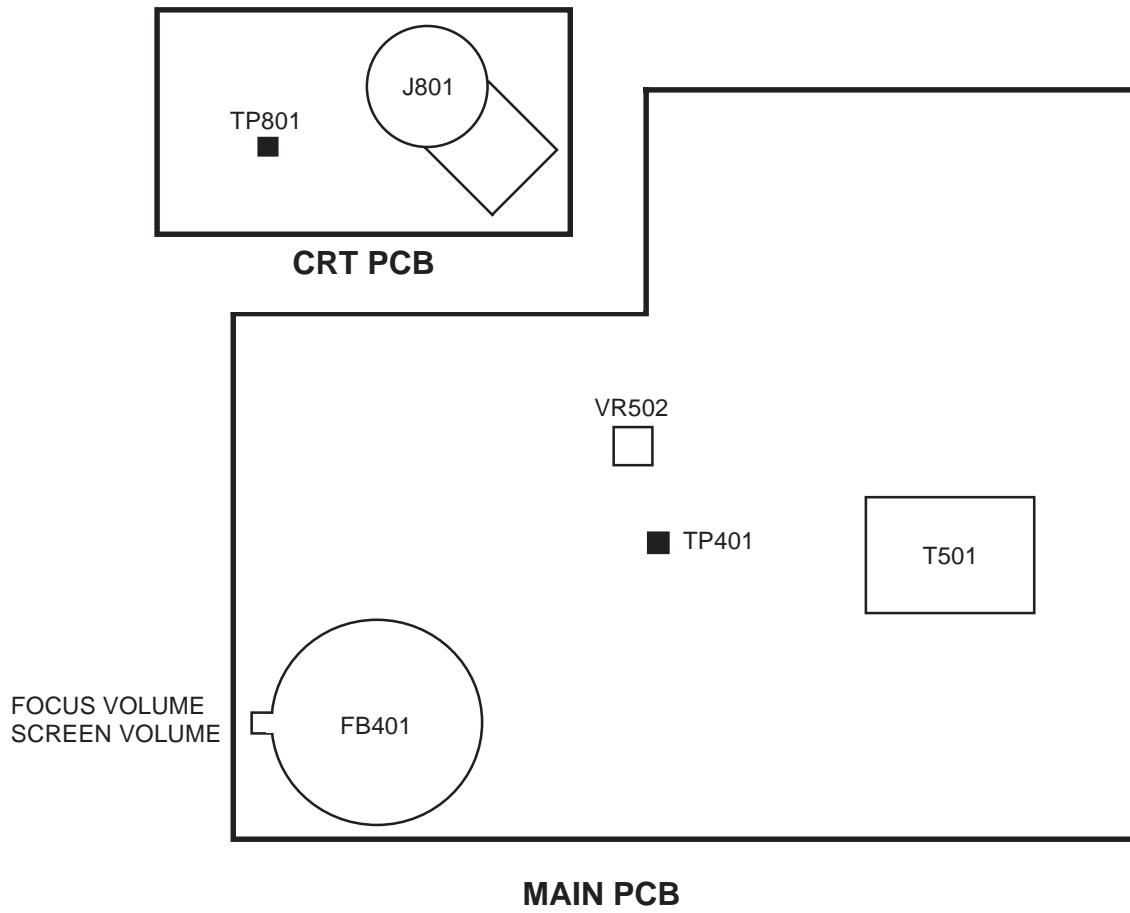 J801
TP801
CRT PCB
VR502
TP401
T501
FOCUS VOLUME
SCREEN VOLUME
FB401
MAIN PCB